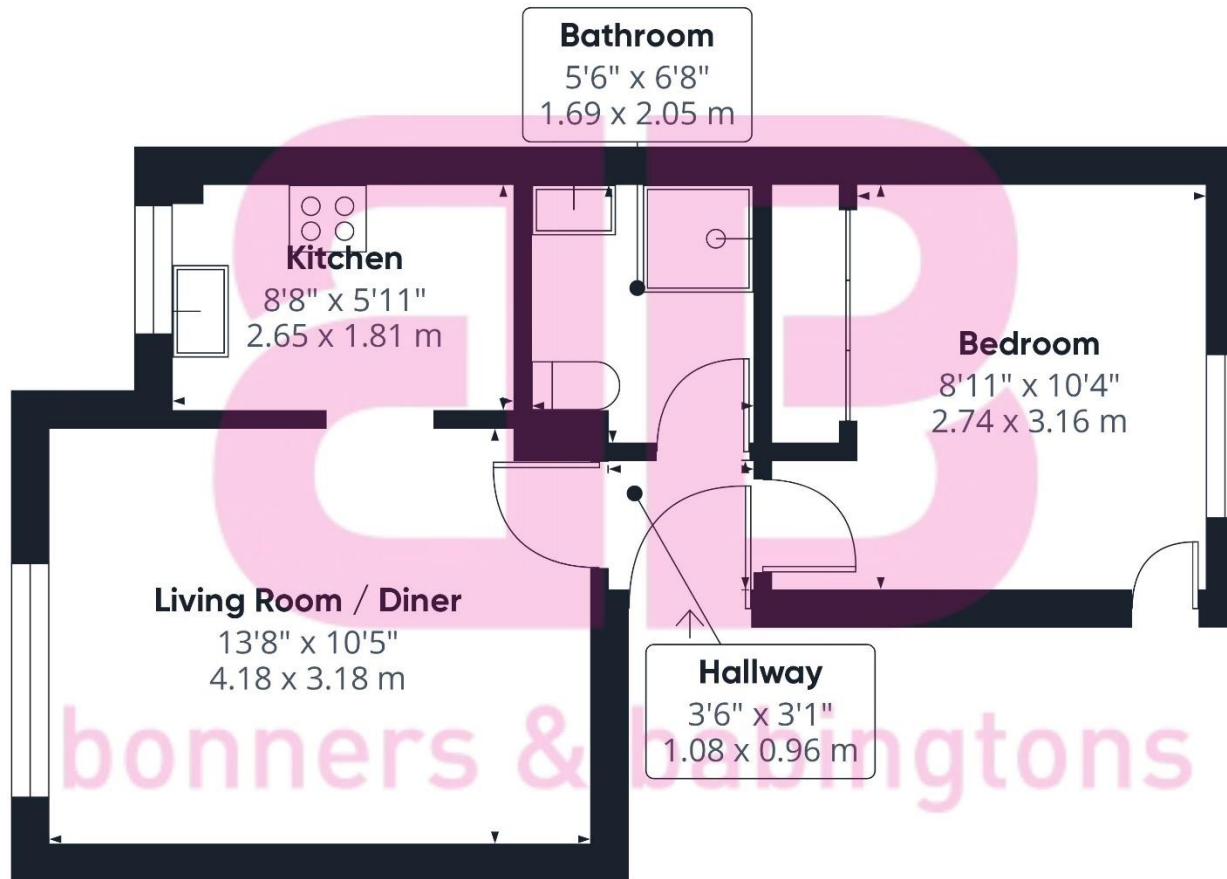 Bathroom
5'6" x 6'8"
1.69 x 2.05 m
Kitchen
8'8" x 5'11"
2.65 x 1.81 m
Bedroom
8'11" x 10'4"
2.74 x 3.16 m
Living Room / Diner
13'8" x 10'5"
4.18 x 3.18 m
Hallway
3'6" x 3'1"
1.08 x 0.96 m
BB
bonners & babingtons